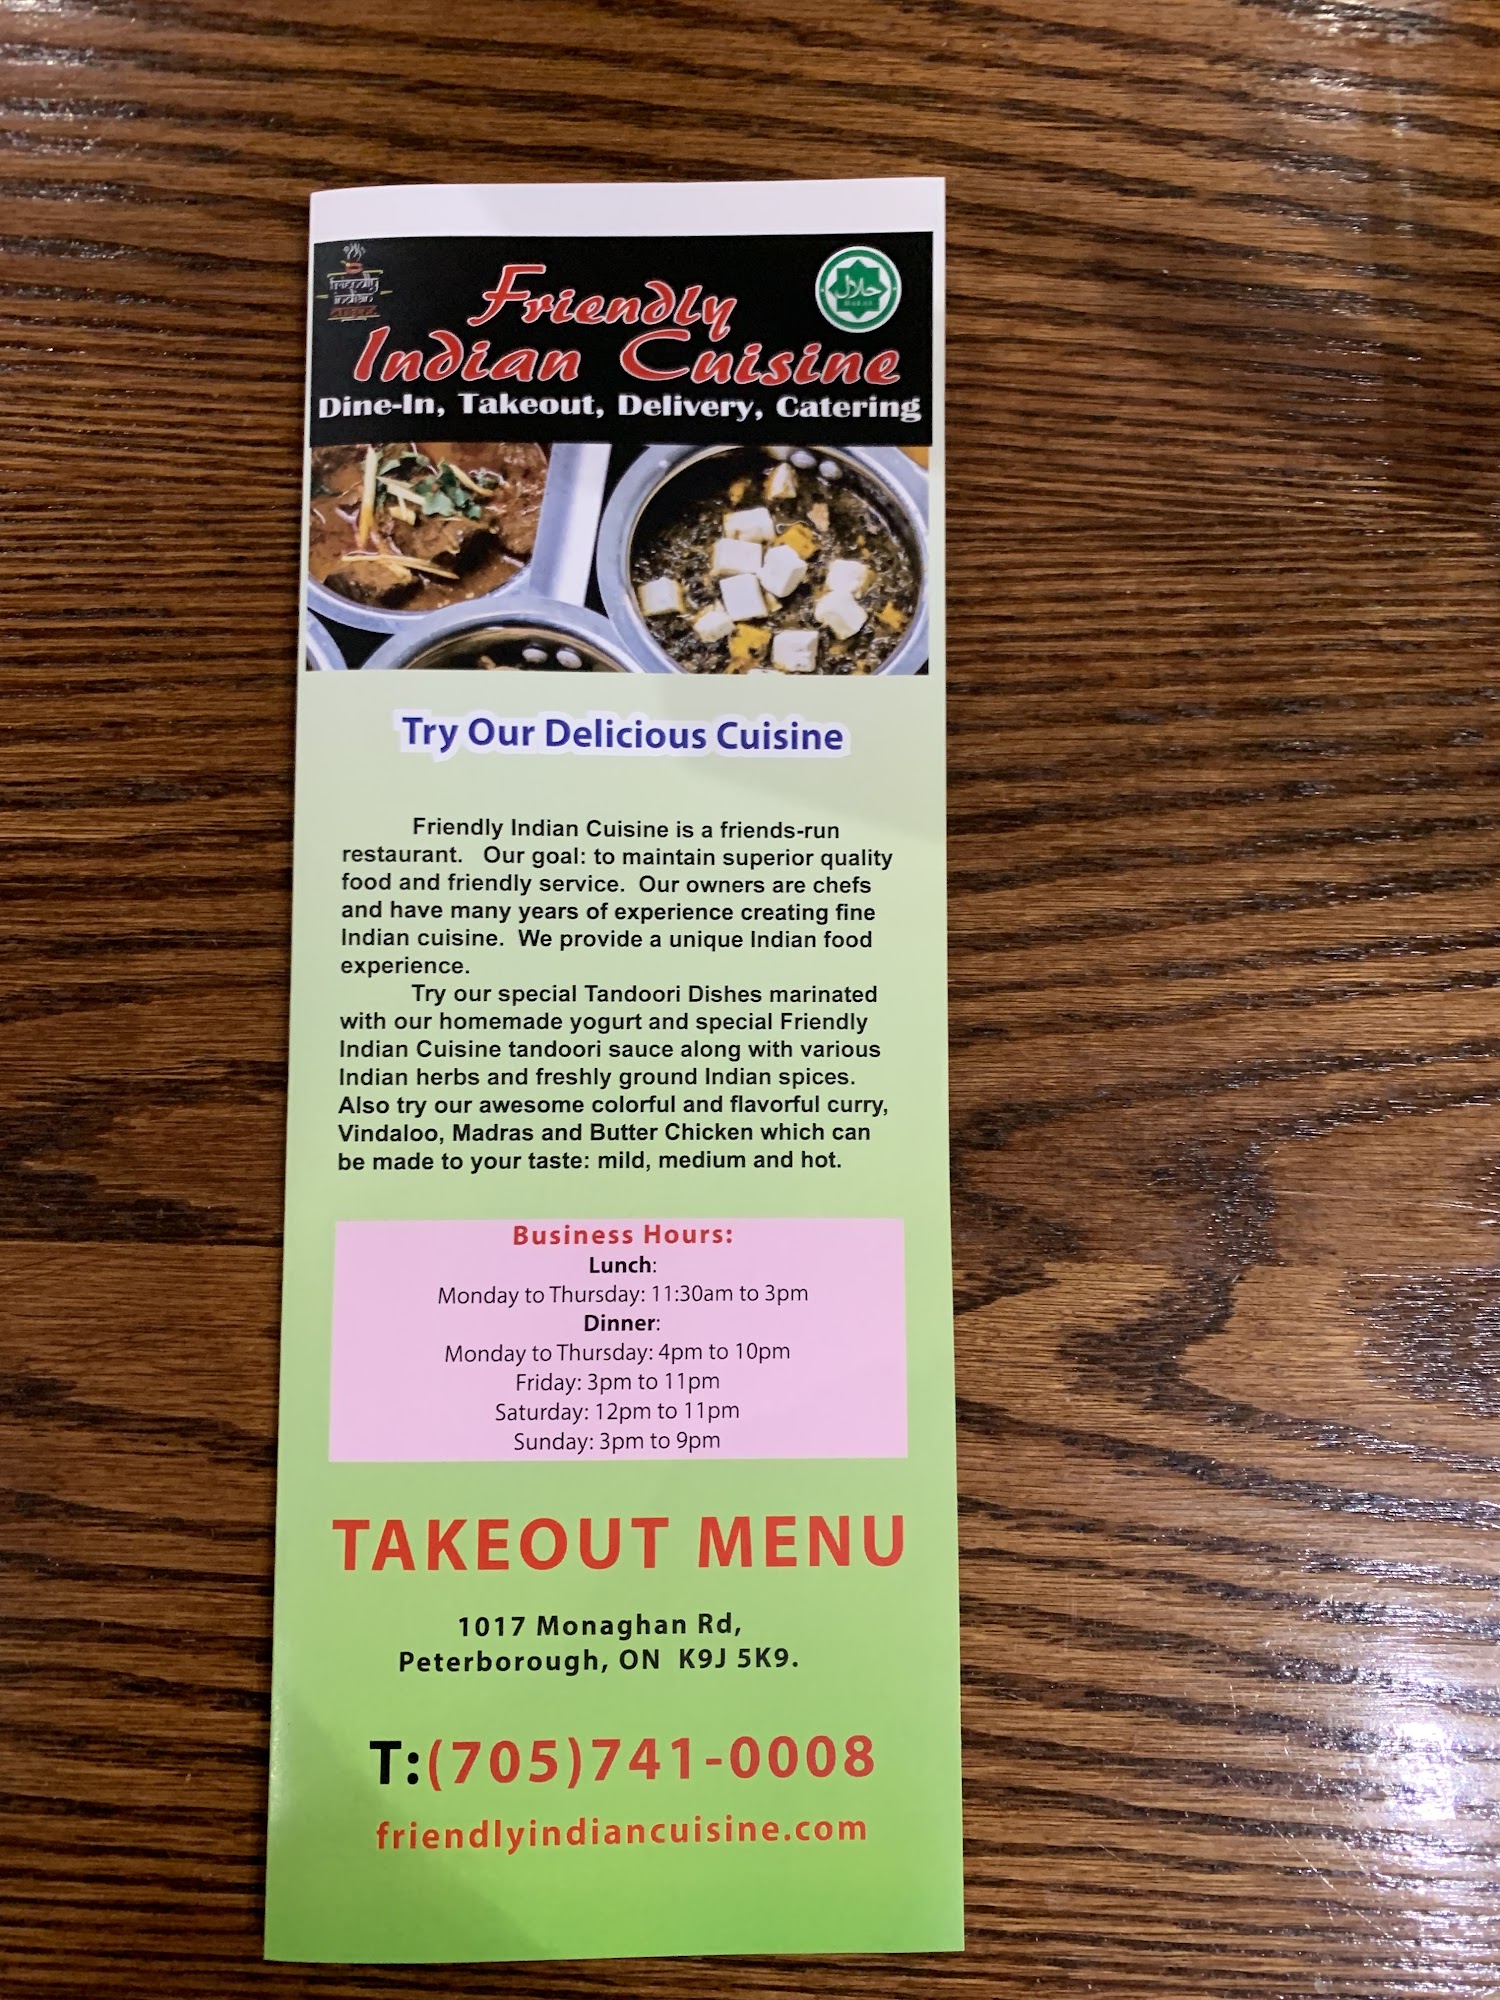 friendly
indian
Friendly
Indian Cuisine
حلال
HALAL
Dine-In, Takeout, Delivery, Catering
Try Our Delicious Cuisine
Friendly Indian Cuisine is a friends-run
restaurant. Our goal: to maintain superior quality
food and friendly service. Our owners are chefs
and have many years of experience creating fine
Indian cuisine. We provide a unique Indian food
experience.
Try our special Tandoori Dishes marinated
with our homemade yogurt and special Friendly
Indian Cuisine tandoori sauce along with various
Indian herbs and freshly ground Indian spices.
Also try our awesome colorful and flavorful curry,
Vindaloo, Madras and Butter Chicken which can
be made to your taste: mild, medium and hot.
Business Hours:
Lunch:
Monday to Thursday: 11:30am to 3pm
Dinner:
Monday to Thursday: 4pm to 10pm
Friday: 3pm to 11pm
Saturday: 12pm to 11pm
Sunday: 3pm to 9pm
TAKEOUT MENU
1017 Monaghan Rd,
Peterborough, ON K9J 5K9.
T:(705)741-0008
friendlyindiancuisine.com